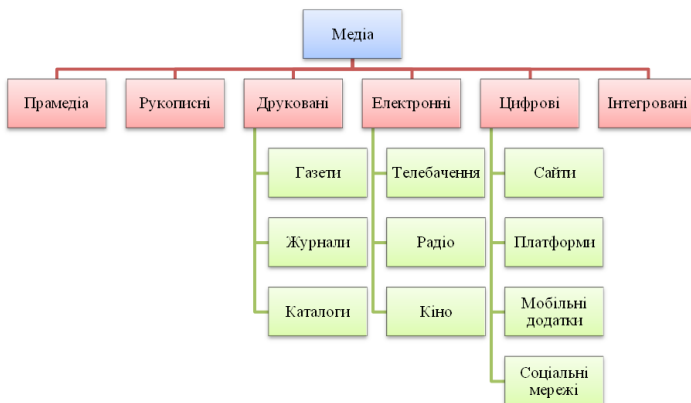 Медіа
Прамедіа
Рукописні
Друковані
Електронні
Цифрові
Інтегровані
Газети
Телебачення
Сайти
Журнали
Радіо
Платформи
Каталоги
Кіно
Мобільні
додатки
Соціальні
мережі